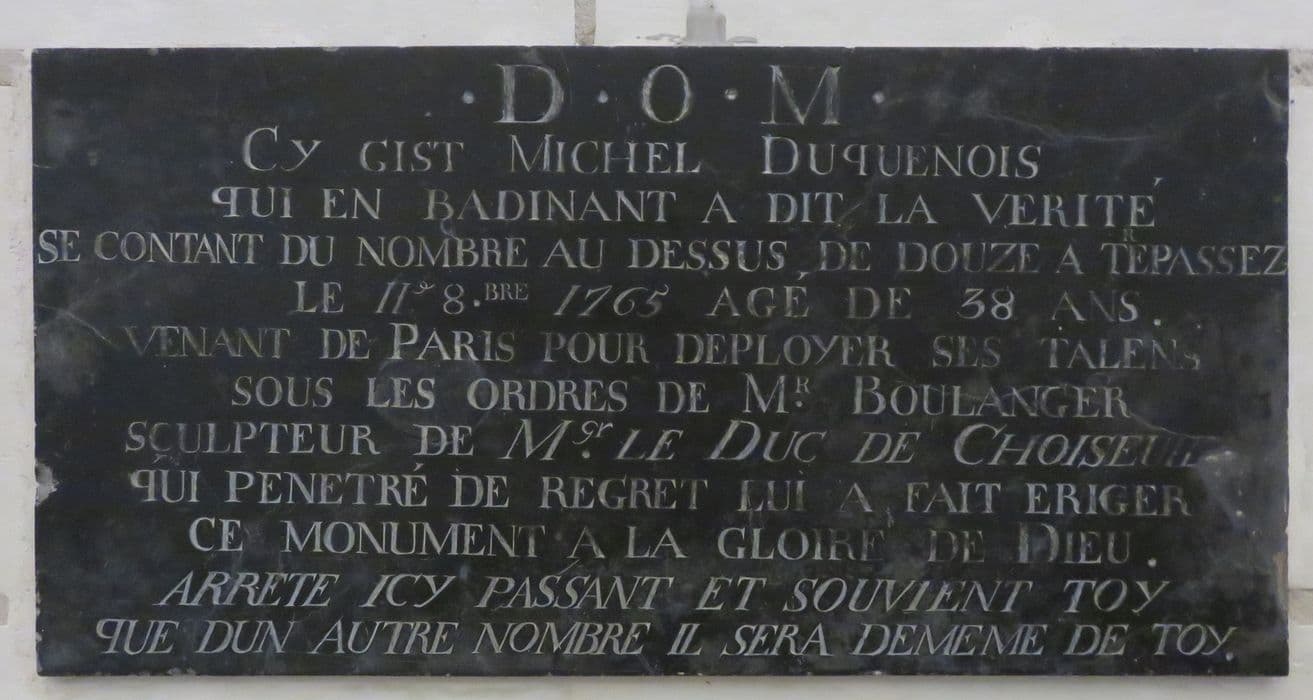 · D · O · M ·
CY GIST MICHEL DUQUENOIS
QUI EN BADINANT A DIT LA VERITÉ
SE CONTANT DU NOMBRE AU DESSUS DE DOUZE A TRÉPASSEZ
LE 11e 8.BRE 1765 AGÉ DE 38 ANS.
VENANT DE PARIS POUR DEPLOYER SES TALENS
SOUS LES ORDRES DE MR. BOULANGER
SCULPTEUR DE Mgr. LE DUC DE CHOISEUIL
QUI PENETRÉ DE REGRET LUI A FAIT ERIGER
CE MONUMENT A LA GLOIRE DE DIEU.
ARRETE ICY PASSANT ET SOUVIENT TOY
QUE DUN AUTRE NOMBRE IL SERA DEMEME DE TOY.